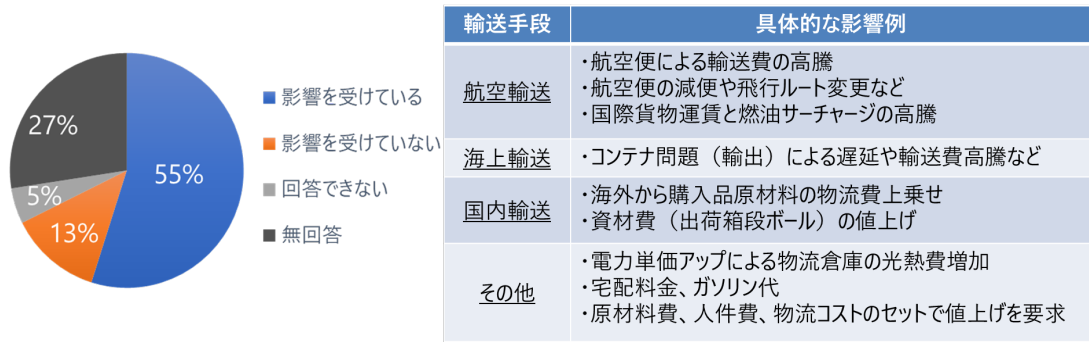 55%
13%
5%
27%
影響を受けている
影響を受けていない
回答できない
無回答
輸送手段
具体的な影響例
航空輸送
・航空便による輸送費の高騰
・航空便の減便や飛行ルート変更など
・国際貨物運賃と燃油サーチャージの高騰
海上輸送
・コンテナ問題（輸出）による遅延や輸送費高騰など
国内輸送
・海外から購入品原材料の物流費上乗せ
・資材費（出荷箱段ボール）の値上げ
その他
・電力単価アップによる物流倉庫の光熱費増加
・宅配料金、ガソリン代
・原材料費、人件費、物流コストのセットで値上げを要求